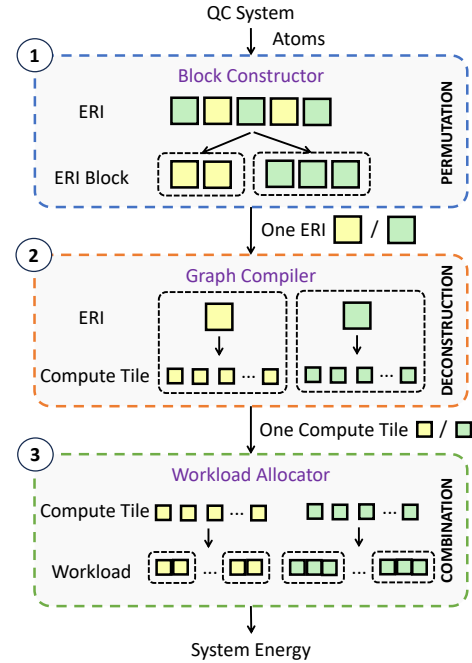 QC System
Atoms
1
Block Constructor
ERI
ERI Block
PERMUTATION
One ERI /
2
Graph Compiler
ERI
Compute Tile
...
...
DECONSTRUCTION
One Compute Tile /
3
Workload Allocator
Compute Tile
...
...
Workload
...
...
COMBINATION
System Energy